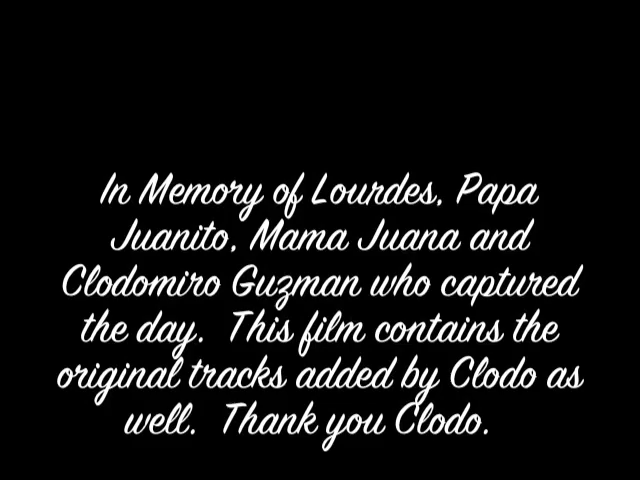 In Memory of Lourdes, Papa
Juanito, Mama Juana and
Clodomiro Guzman who captured
the day.  This film contains the
original tracks added by Clodo as
well.  Thank you Clodo.